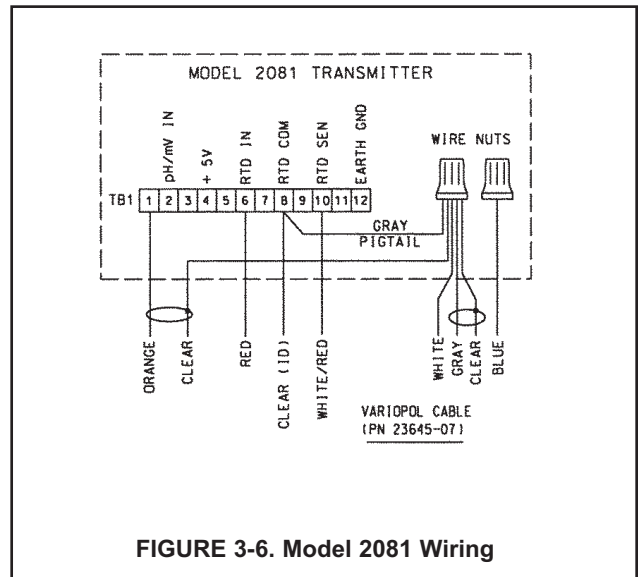 MODEL 2081 TRANSMITTER
pH/mV IN
+ 5V
RTD IN
RTD COM
RTD SEN
EARTH GND
WIRE NUTS
TB1 1 2 3 4 5 6 7 8 9 10 11 12
GRAY
PIGTAIL
ORANGE
CLEAR
RED
CLEAR (ID)
WHITE/RED
WHITE
GRAY
CLEAR
BLUE
VARIOPOL CABLE
(PN 23645-07)
FIGURE 3-6. Model 2081 Wiring